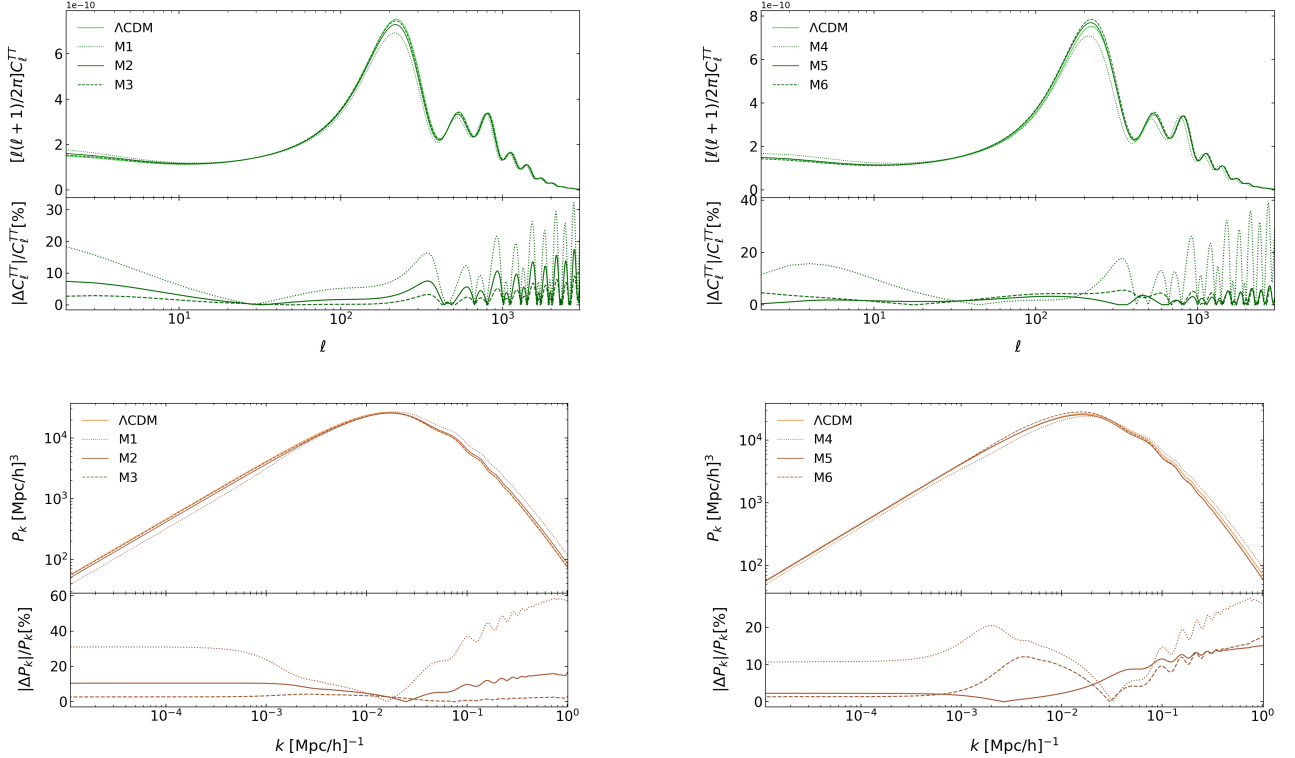 1e−10
[ℓ(ℓ + 1)/2π]C_ℓ^{TT}
6
4
2
0
ΛCDM
M1
M2
M3
|ΔC_ℓ^{TT}|/C_ℓ^{TT}[%]
30
20
10
0
10^1
10^2
10^3
ℓ
1e−10
[ℓ(ℓ + 1)/2π]C_ℓ^{TT}
8
6
4
2
0
ΛCDM
M4
M5
M6
|ΔC_ℓ^{TT}|/C_ℓ^{TT}[%]
40
20
0
10^1
10^2
10^3
ℓ
P_k [Mpc/h]^3
10^4
10^3
10^2
ΛCDM
M1
M2
M3
|ΔP_k|/P_k[%]
60
40
20
0
10^{−4}
10^{−3}
10^{−2}
10^{−1}
10^0
k [Mpc/h]^{−1}
P_k [Mpc/h]^3
10^4
10^3
10^2
ΛCDM
M4
M5
M6
|ΔP_k|/P_k[%]
20
10
0
10^{−4}
10^{−3}
10^{−2}
10^{−1}
10^0
k [Mpc/h]^{−1}